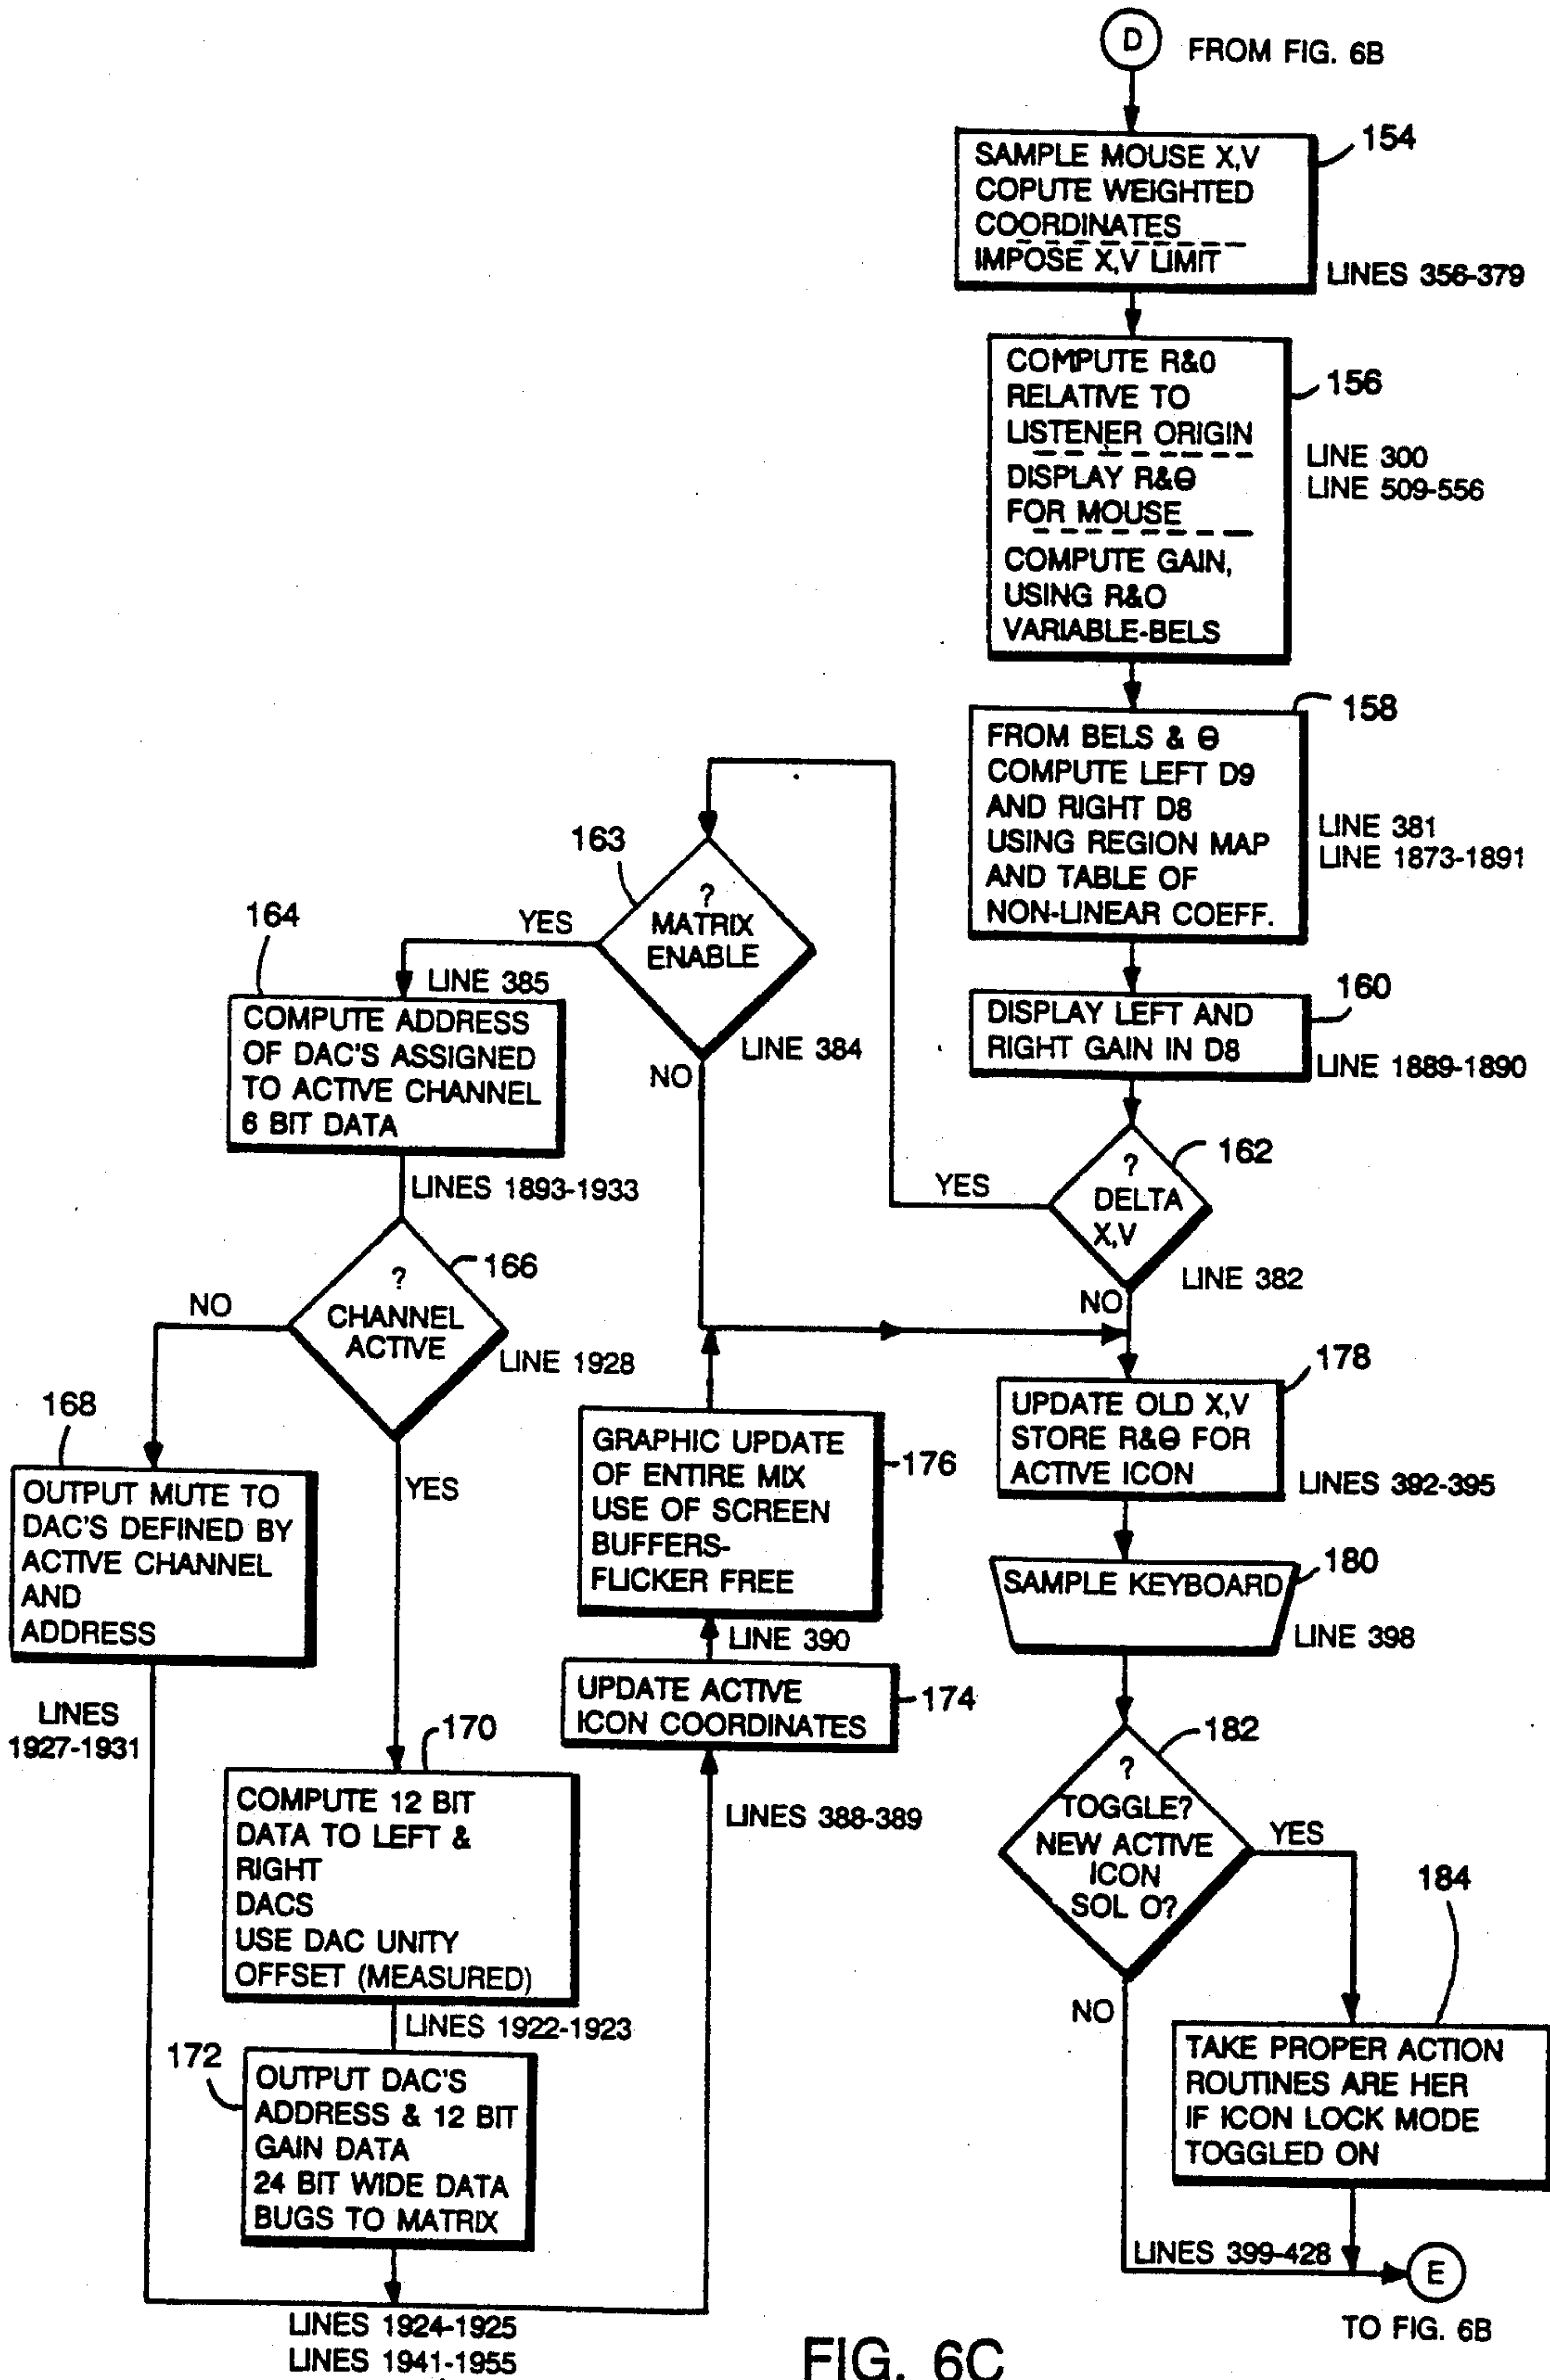 D FROM FIG. 6B
154
SAMPLE MOUSE X,V
COPUTE WEIGHTED
COORDINATES
IMPOSE X,V LIMIT
LINES 356-379
COMPUTE R&0
RELATIVE TO
LISTENER ORIGIN
DISPLAY R&Θ
FOR MOUSE
COMPUTE GAIN,
USING R&O
VARIABLE-BELS
156
LINE 300
LINE 509-556
158
FROM BELS & Θ
COMPUTE LEFT D9
AND RIGHT D8
USING REGION MAP
AND TABLE OF
NON-LINEAR COEFF.
LINE 381
LINE 1873-1891
160
DISPLAY LEFT AND
RIGHT GAIN IN D8
LINE 1889-1890
162
?
DELTA
X,V
YES
LINE 382
NO
163
?
MATRIX
ENABLE
YES
LINE 384
NO
164
LINE 385
COMPUTE ADDRESS
OF DAC'S ASSIGNED
TO ACTIVE CHANNEL
6 BIT DATA
LINES 1893-1933
166
?
CHANNEL
ACTIVE
NO
LINE 1928
YES
168
OUTPUT MUTE TO
DAC'S DEFINED BY
ACTIVE CHANNEL
AND
ADDRESS
LINES
1927-1931
170
COMPUTE 12 BIT
DATA TO LEFT &
RIGHT
DACS
USE DAC UNITY
OFFSET (MEASURED)
LINES 1922-1923
172
OUTPUT DAC'S
ADDRESS & 12 BIT
GAIN DATA
24 BIT WIDE DATA
BUGS TO MATRIX
LINES 1924-1925
LINES 1941-1955
LINES 388-389
UPDATE ACTIVE
ICON COORDINATES
174
LINE 390
GRAPHIC UPDATE
OF ENTIRE MIX
USE OF SCREEN
BUFFERS-
FLICKER FREE
176
178
UPDATE OLD X,V
STORE R&Θ FOR
ACTIVE ICON
LINES 392-395
SAMPLE KEYBOARD
180
LINE 398
182
?
TOGGLE?
NEW ACTIVE
ICON
SOL O?
YES
NO
184
TAKE PROPER ACTION
ROUTINES ARE HER
IF ICON LOCK MODE
TOGGLED ON
LINES 399-428
E
TO FIG. 6B
FIG. 6C